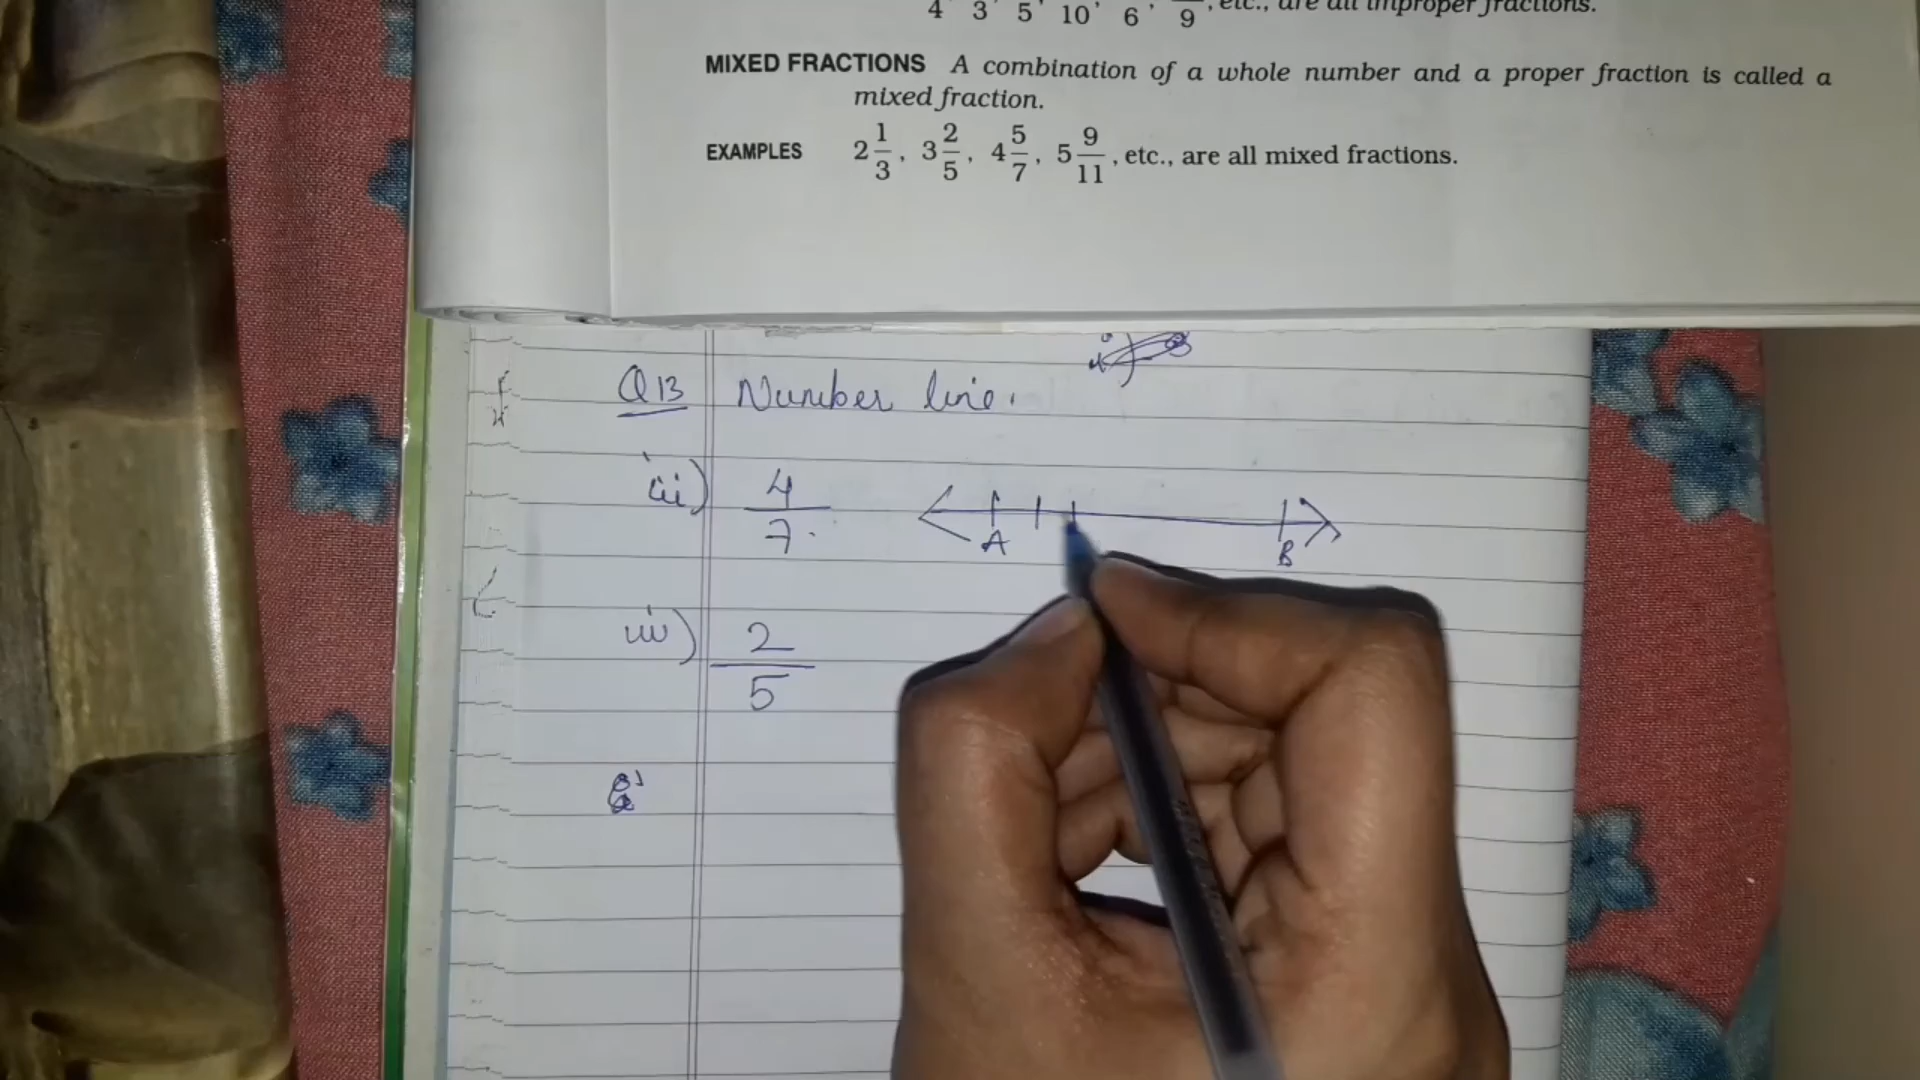 4 3 5 10 6 9, etc., are all improper fractions.
MIXED FRACTIONS A combination of a whole number and a proper fraction is called a
mixed fraction.
EXAMPLES 2 1/3, 3 2/5, 4 5/7, 5 9/11, etc., are all mixed fractions.
Q13 Number line.
iii) 4/7.
A B
iv) 2/5